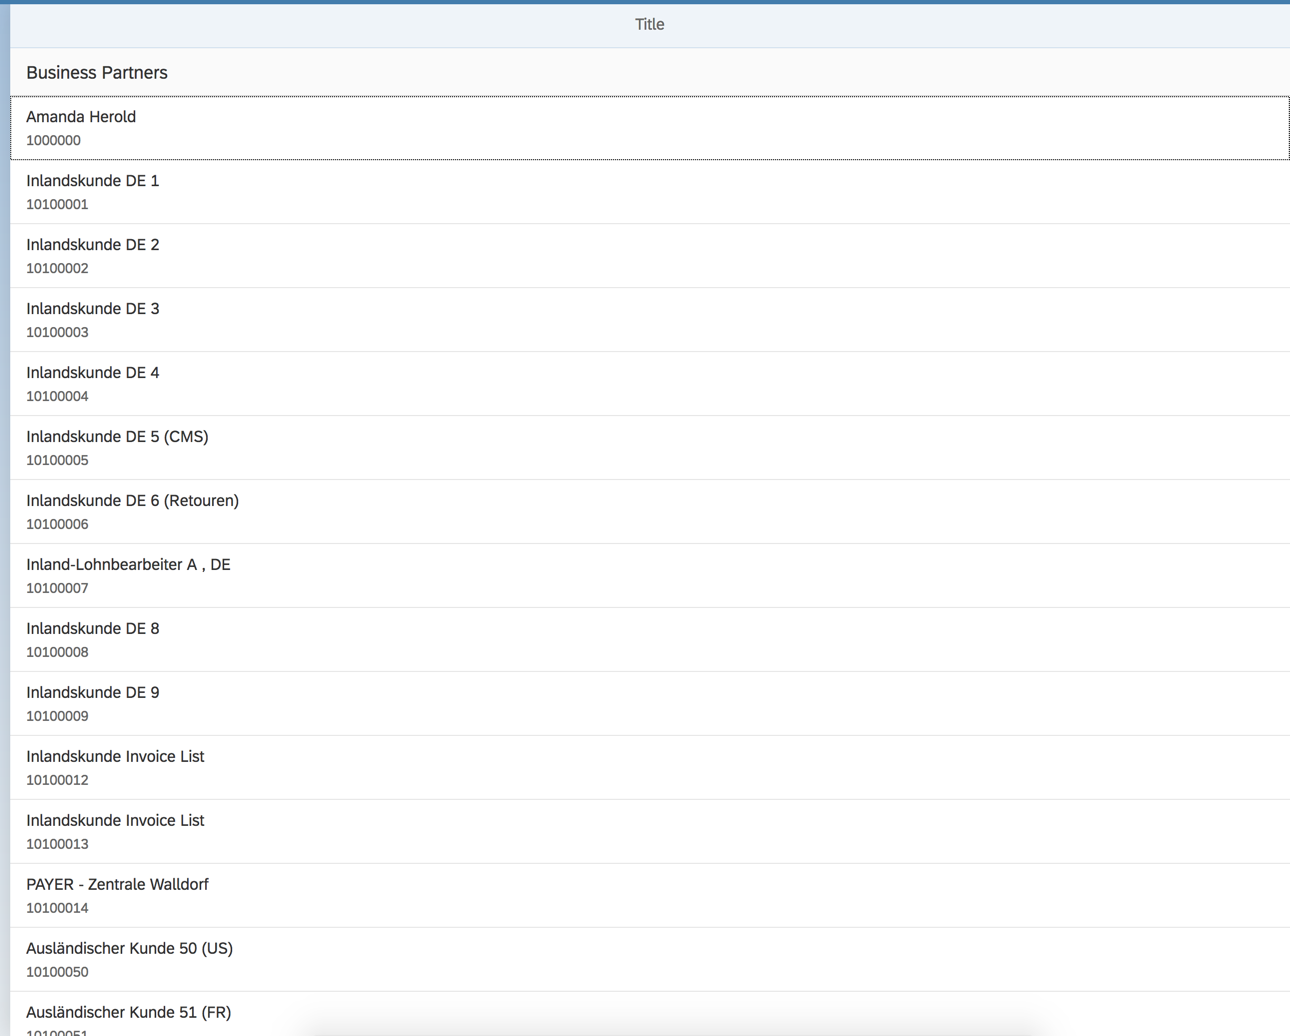 Title
Business Partners
Amanda Herold
1000000
Inlandskunde DE 1
10100001
Inlandskunde DE 2
10100002
Inlandskunde DE 3
10100003
Inlandskunde DE 4
10100004
Inlandskunde DE 5 (CMS)
10100005
Inlandskunde DE 6 (Retouren)
10100006
Inland-Lohnbearbeiter A , DE
10100007
Inlandskunde DE 8
10100008
Inlandskunde DE 9
10100009
Inlandskunde Invoice List
10100012
Inlandskunde Invoice List
10100013
PAYER - Zentrale Walldorf
10100014
Ausländischer Kunde 50 (US)
10100050
Ausländischer Kunde 51 (FR)
10100051